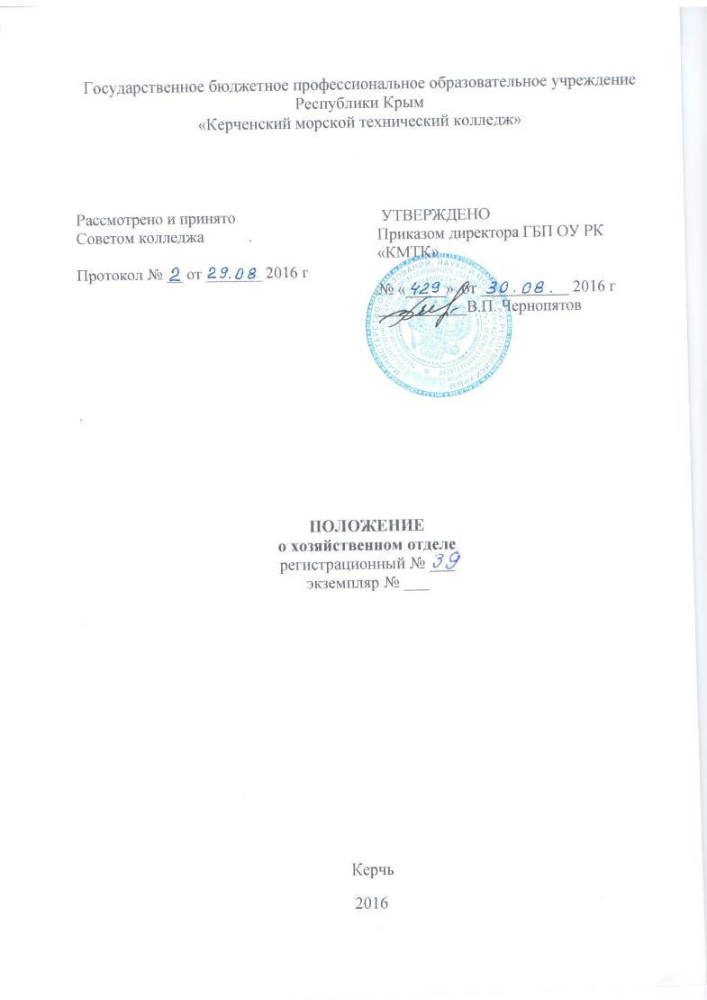 Государственное бюджетное профессиональное образовательное учреждение
Республики Крым
«Керченский морской технический колледж»
Рассмотрено и принято
Советом колледжа
Протокол № 2 от 29.08 2016 г
УТВЕРЖДЕНО
Приказом директора ГБП ОУ РК
«КМТК»
№ « 429 » от 30.08. 2016 г
В.П. Чернопятов
ПОЛОЖЕНИЕ
о хозяйственном отделе
регистрационный № 39
экземпляр № ___
Керчь
2016